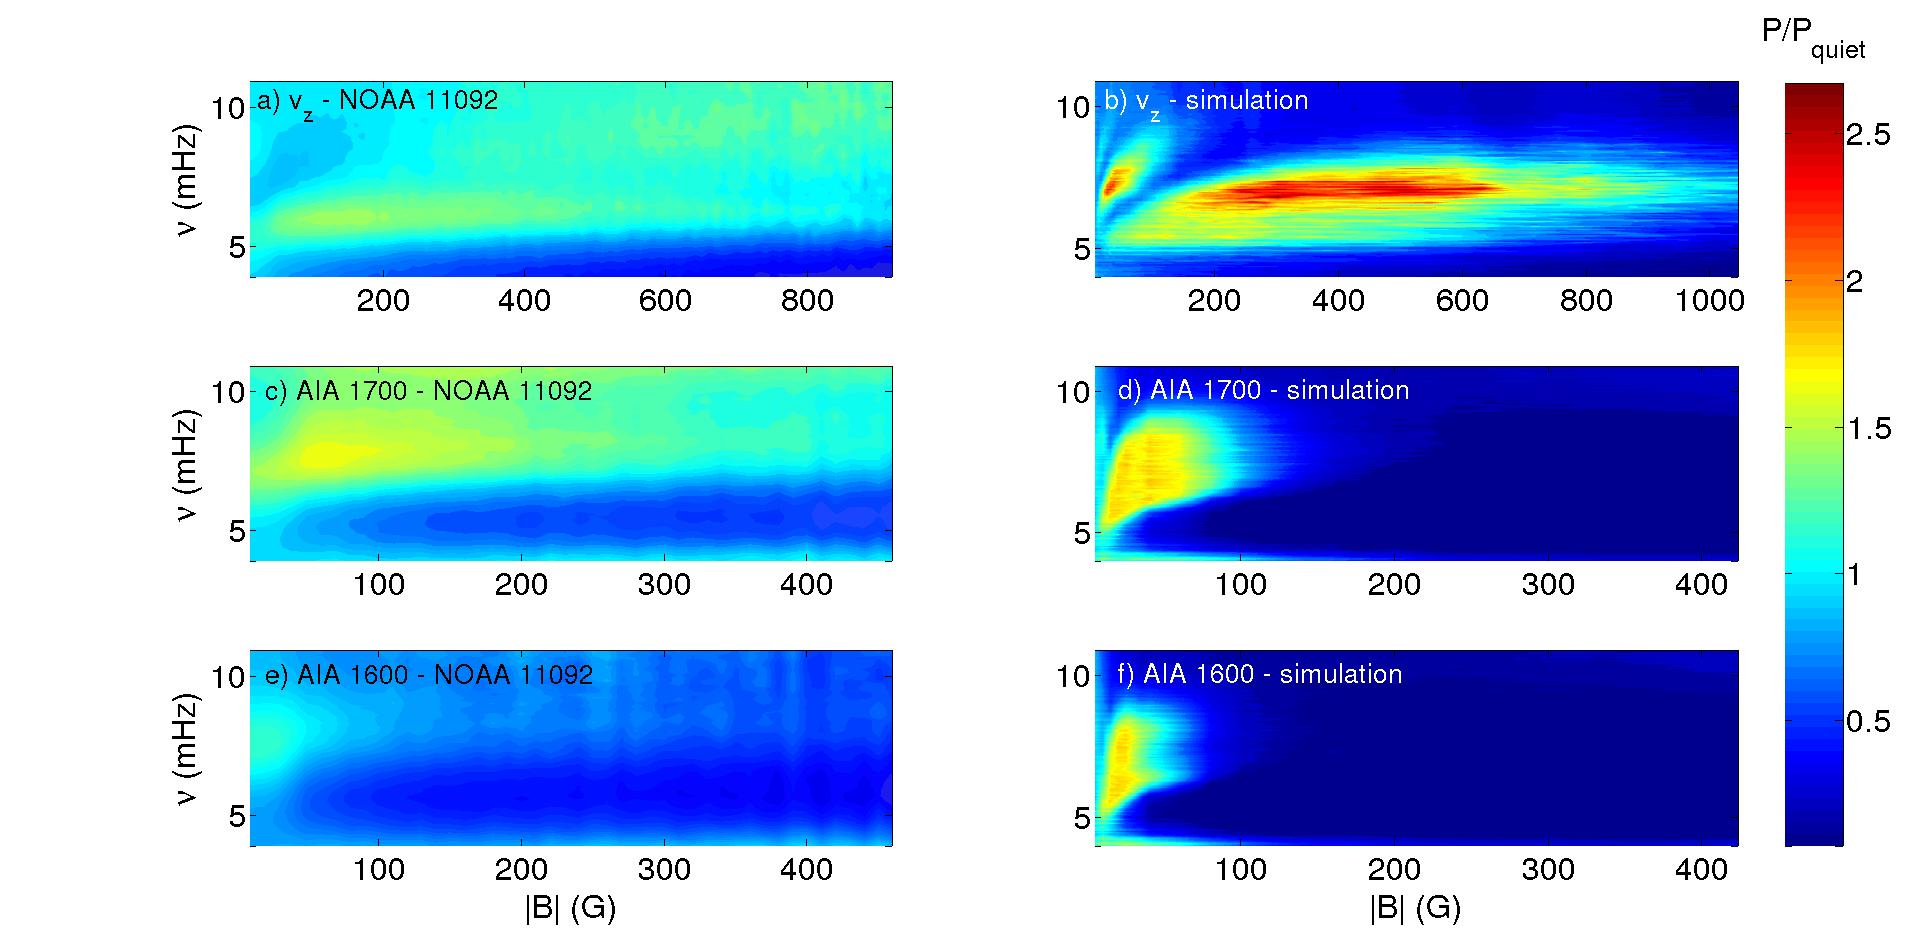 P/P_quiet
a) v_z - NOAA 11092
b) v_z - simulation
10
5
ν (mHz)
200 400 600 800
10
5
200 400 600 800 1000
c) AIA 1700 - NOAA 11092
d) AIA 1700 - simulation
10
5
ν (mHz)
100 200 300 400
10
5
100 200 300 400
e) AIA 1600 - NOAA 11092
f) AIA 1600 - simulation
10
5
ν (mHz)
100 200 300 400
|B| (G)
10
5
100 200 300 400
|B| (G)
2.5
2
1.5
1
0.5